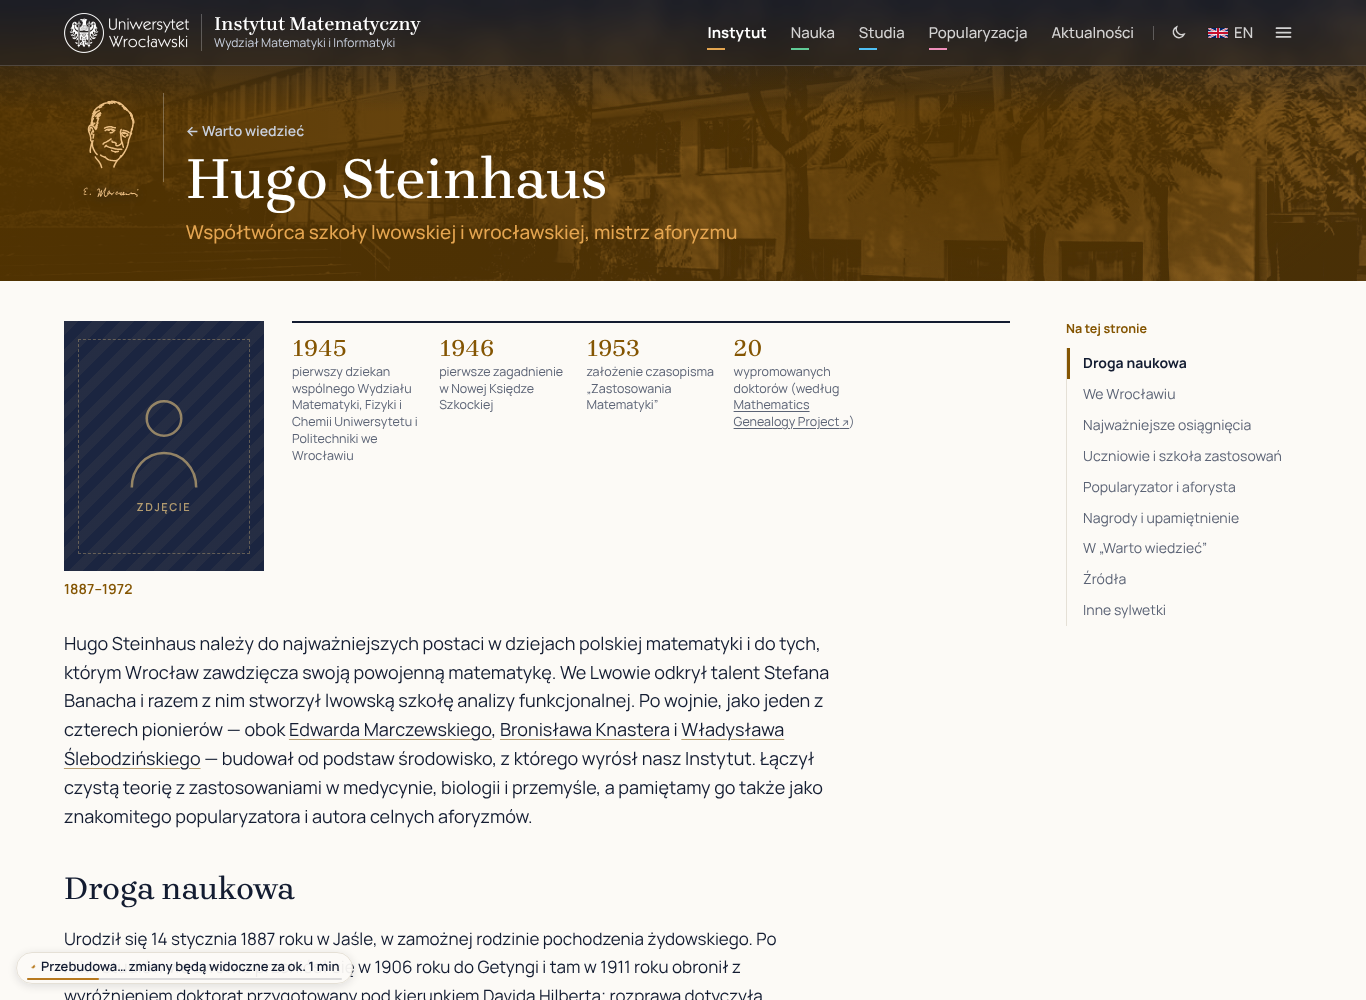 Uniwersytet
Wrocławski
Instytut Matematyczny
Wydział Matematyki i Informatyki
Instytut
Nauka
Studia
Popularyzacja
Aktualności
EN
← Warto wiedzieć
Hugo Steinhaus
Współtwórca szkoły lwowskiej i wrocławskiej, mistrz aforyzmu
ZDJĘCIE
1887–1972
1945
pierwszy dziekan
wspólnego Wydziału
Matematyki, Fizyki i
Chemii Uniwersytetu i
Politechniki we
Wrocławiu
1946
pierwsze zagadnienie
w Nowej Księdze
Szkockiej
1953
założenie czasopisma
„Zastosowania
Matematyki”
20
wypromowanych
doktorów (według
Mathematics
Genealogy Project ↗)
Na tej stronie
Droga naukowa
We Wrocławiu
Najważniejsze osiągnięcia
Uczniowie i szkoła zastosowań
Popularyzator i aforysta
Nagrody i upamiętnienie
W „Warto wiedzieć”
Źródła
Inne sylwetki
Hugo Steinhaus należy do najważniejszych postaci w dziejach polskiej matematyki i do tych,
którym Wrocław zawdzięcza swoją powojenną matematykę. We Lwowie odkrył talent Stefana
Banacha i razem z nim stworzył lwowską szkołę analizy funkcjonalnej. Po wojnie, jako jeden z
czterech pionierów — obok Edwarda Marczewskiego, Bronisława Knastera i Władysława
Ślebodzińskiego — budował od podstaw środowisko, z którego wyrósł nasz Instytut. Łączył
czystą teorię z zastosowaniami w medycynie, biologii i przemyśle, a pamiętamy go także jako
znakomitego popularyzatora i autora celnych aforyzmów.
Droga naukowa
Urodził się 14 stycznia 1887 roku w Jaśle, w zamożnej rodzinie pochodzenia żydowskiego. Po
w 1906 roku do Getyngi i tam w 1911 roku obronił z
wyróżnieniem doktorat przygotowany pod kierunkiem Davida Hilberta; rozprawa dotyczyła
Przebudowa… zmiany będą widoczne za ok. 1 min